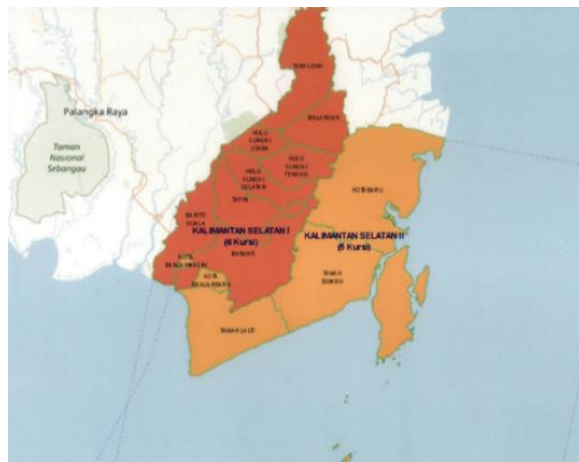 TABALONG
Palangka Raya
BALANGAN
HULU
SUNGAI
UTARA
Taman
Nasional
Sebangau
HULU
SUNGAI
TENGAH
HULU
SUNGAI
SELATAN
KOTABARU
TAPIN
BARITO
KUALA
KALIMANTAN SELATAN I
(6 Kursi)
KALIMANTAN SELATAN II
(5 Kursi)
BANJAR
KOTA
BANJARMASIN
KOTA
BANJARBARU
TANAH
BUMBU
TANAH LAUT